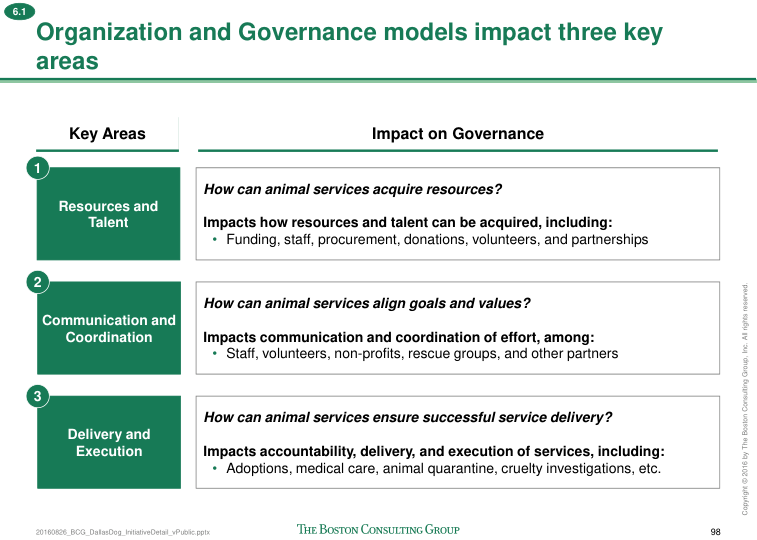 6.1
Organization and Governance models impact three key
areas
Key Areas
Impact on Governance
1
Resources and
Talent
How can animal services acquire resources?
Impacts how resources and talent can be acquired, including:
• Funding, staff, procurement, donations, volunteers, and partnerships
2
Communication and
Coordination
How can animal services align goals and values?
Impacts communication and coordination of effort, among:
• Staff, volunteers, non-profits, rescue groups, and other partners
3
Delivery and
Execution
How can animal services ensure successful service delivery?
Impacts accountability, delivery, and execution of services, including:
• Adoptions, medical care, animal quarantine, cruelty investigations, etc.
Copyright © 2016 by The Boston Consulting Group, Inc. All rights reserved.
20160826_BCG_DallasDog_InitiativeDetail_vPublic.pptx
THE BOSTON CONSULTING GROUP
98